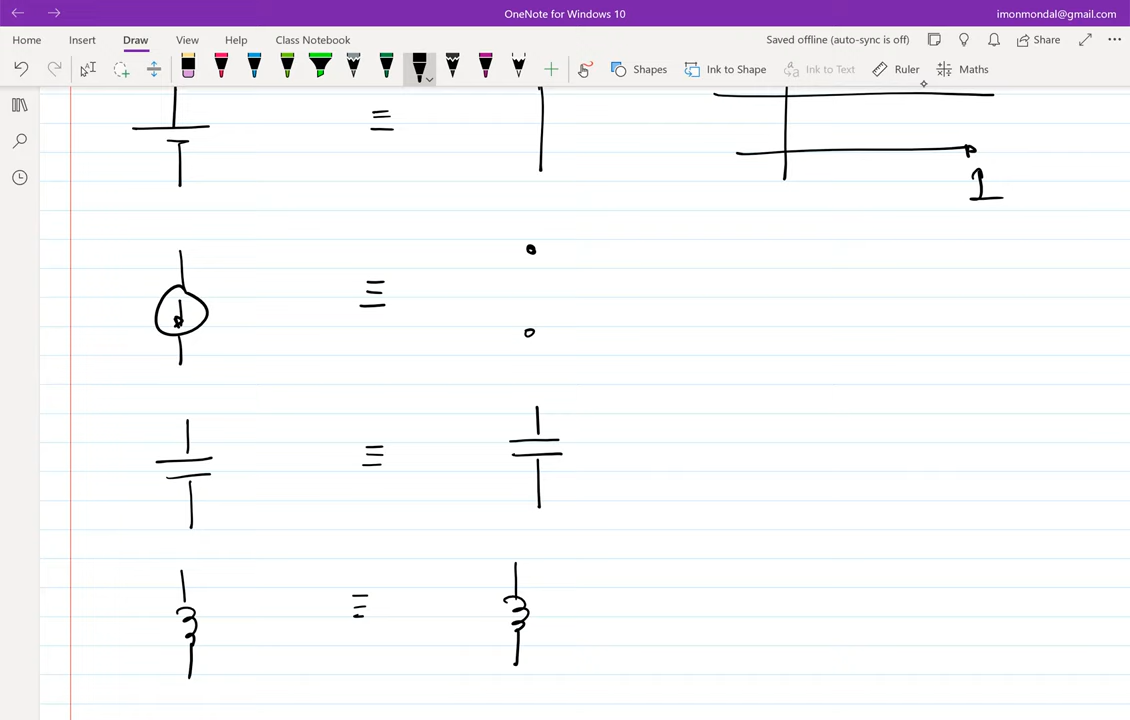 OneNote for Windows 10
imonmondal@gmail.com
Home Insert Draw View Help Class Notebook
Saved offline (auto-sync is off) Share
Shapes Ink to Shape Ink to Text Ruler Maths
≡
I
≡
≡
≡